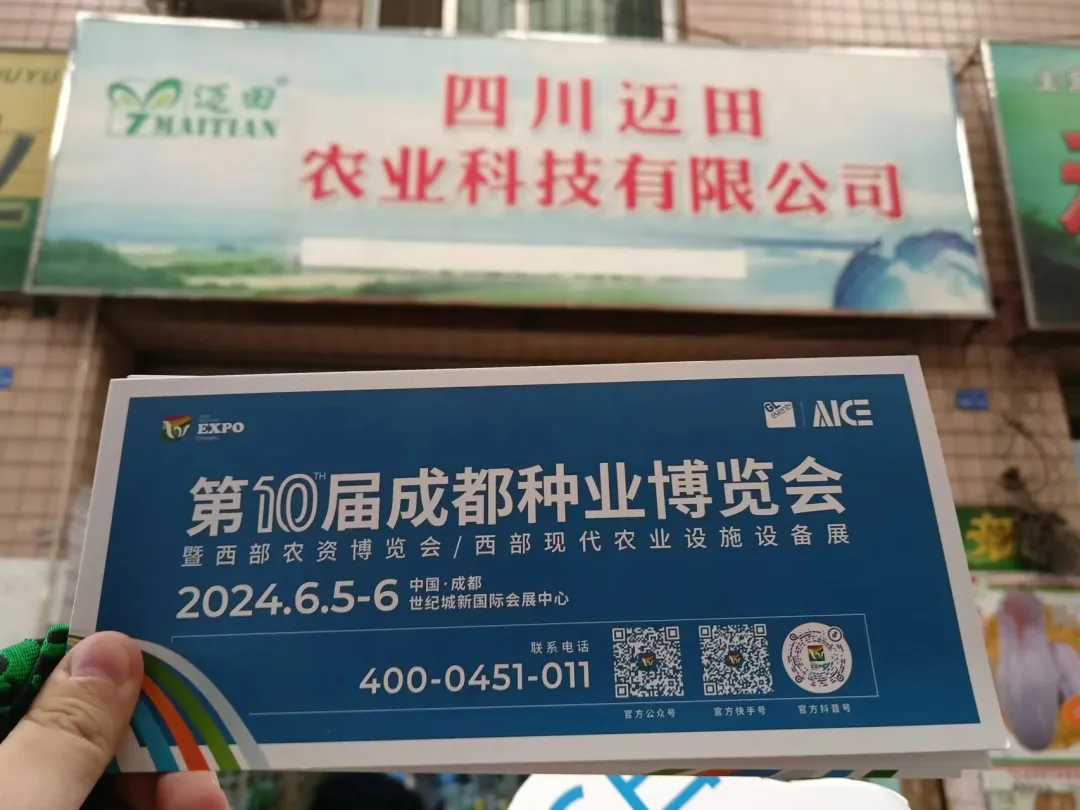 迈田
MAITIAN
四川迈田
农业科技有限公司
EXPO
GL events
AICE
第10TH届成都种业博览会
暨西部农资博览会/西部现代农业设施设备展
2024.6.5-6
中国·成都
世纪城新国际会展中心
联系电话
400-0451-011
官方公众号
官方快手号
官方抖音号